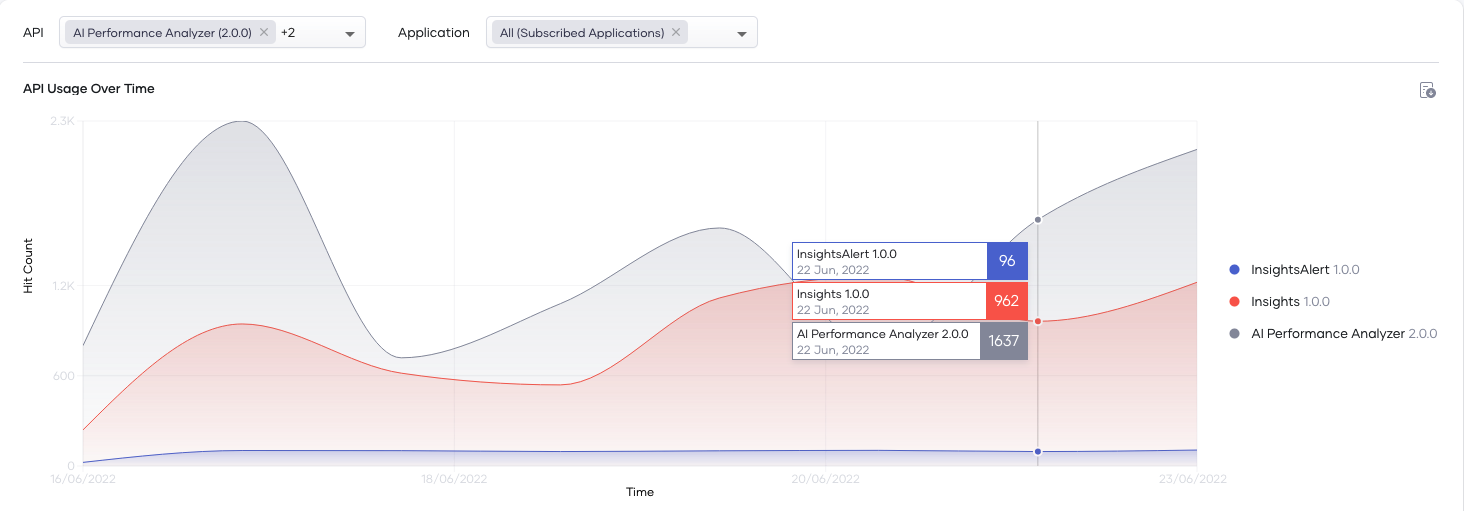 API
AI Performance Analyzer (2.0.0) ×
+2
Application
All (Subscribed Applications) ×
API Usage Over Time
2.3K
1.2K
600
0
Hit Count
InsightsAlert 1.0.0
22 Jun, 2022
96
Insights 1.0.0
22 Jun, 2022
962
AI Performance Analyzer 2.0.0
22 Jun, 2022
1637
InsightsAlert 1.0.0
Insights 1.0.0
AI Performance Analyzer 2.0.0
16/06/2022
18/06/2022
20/06/2022
23/06/2022
Time